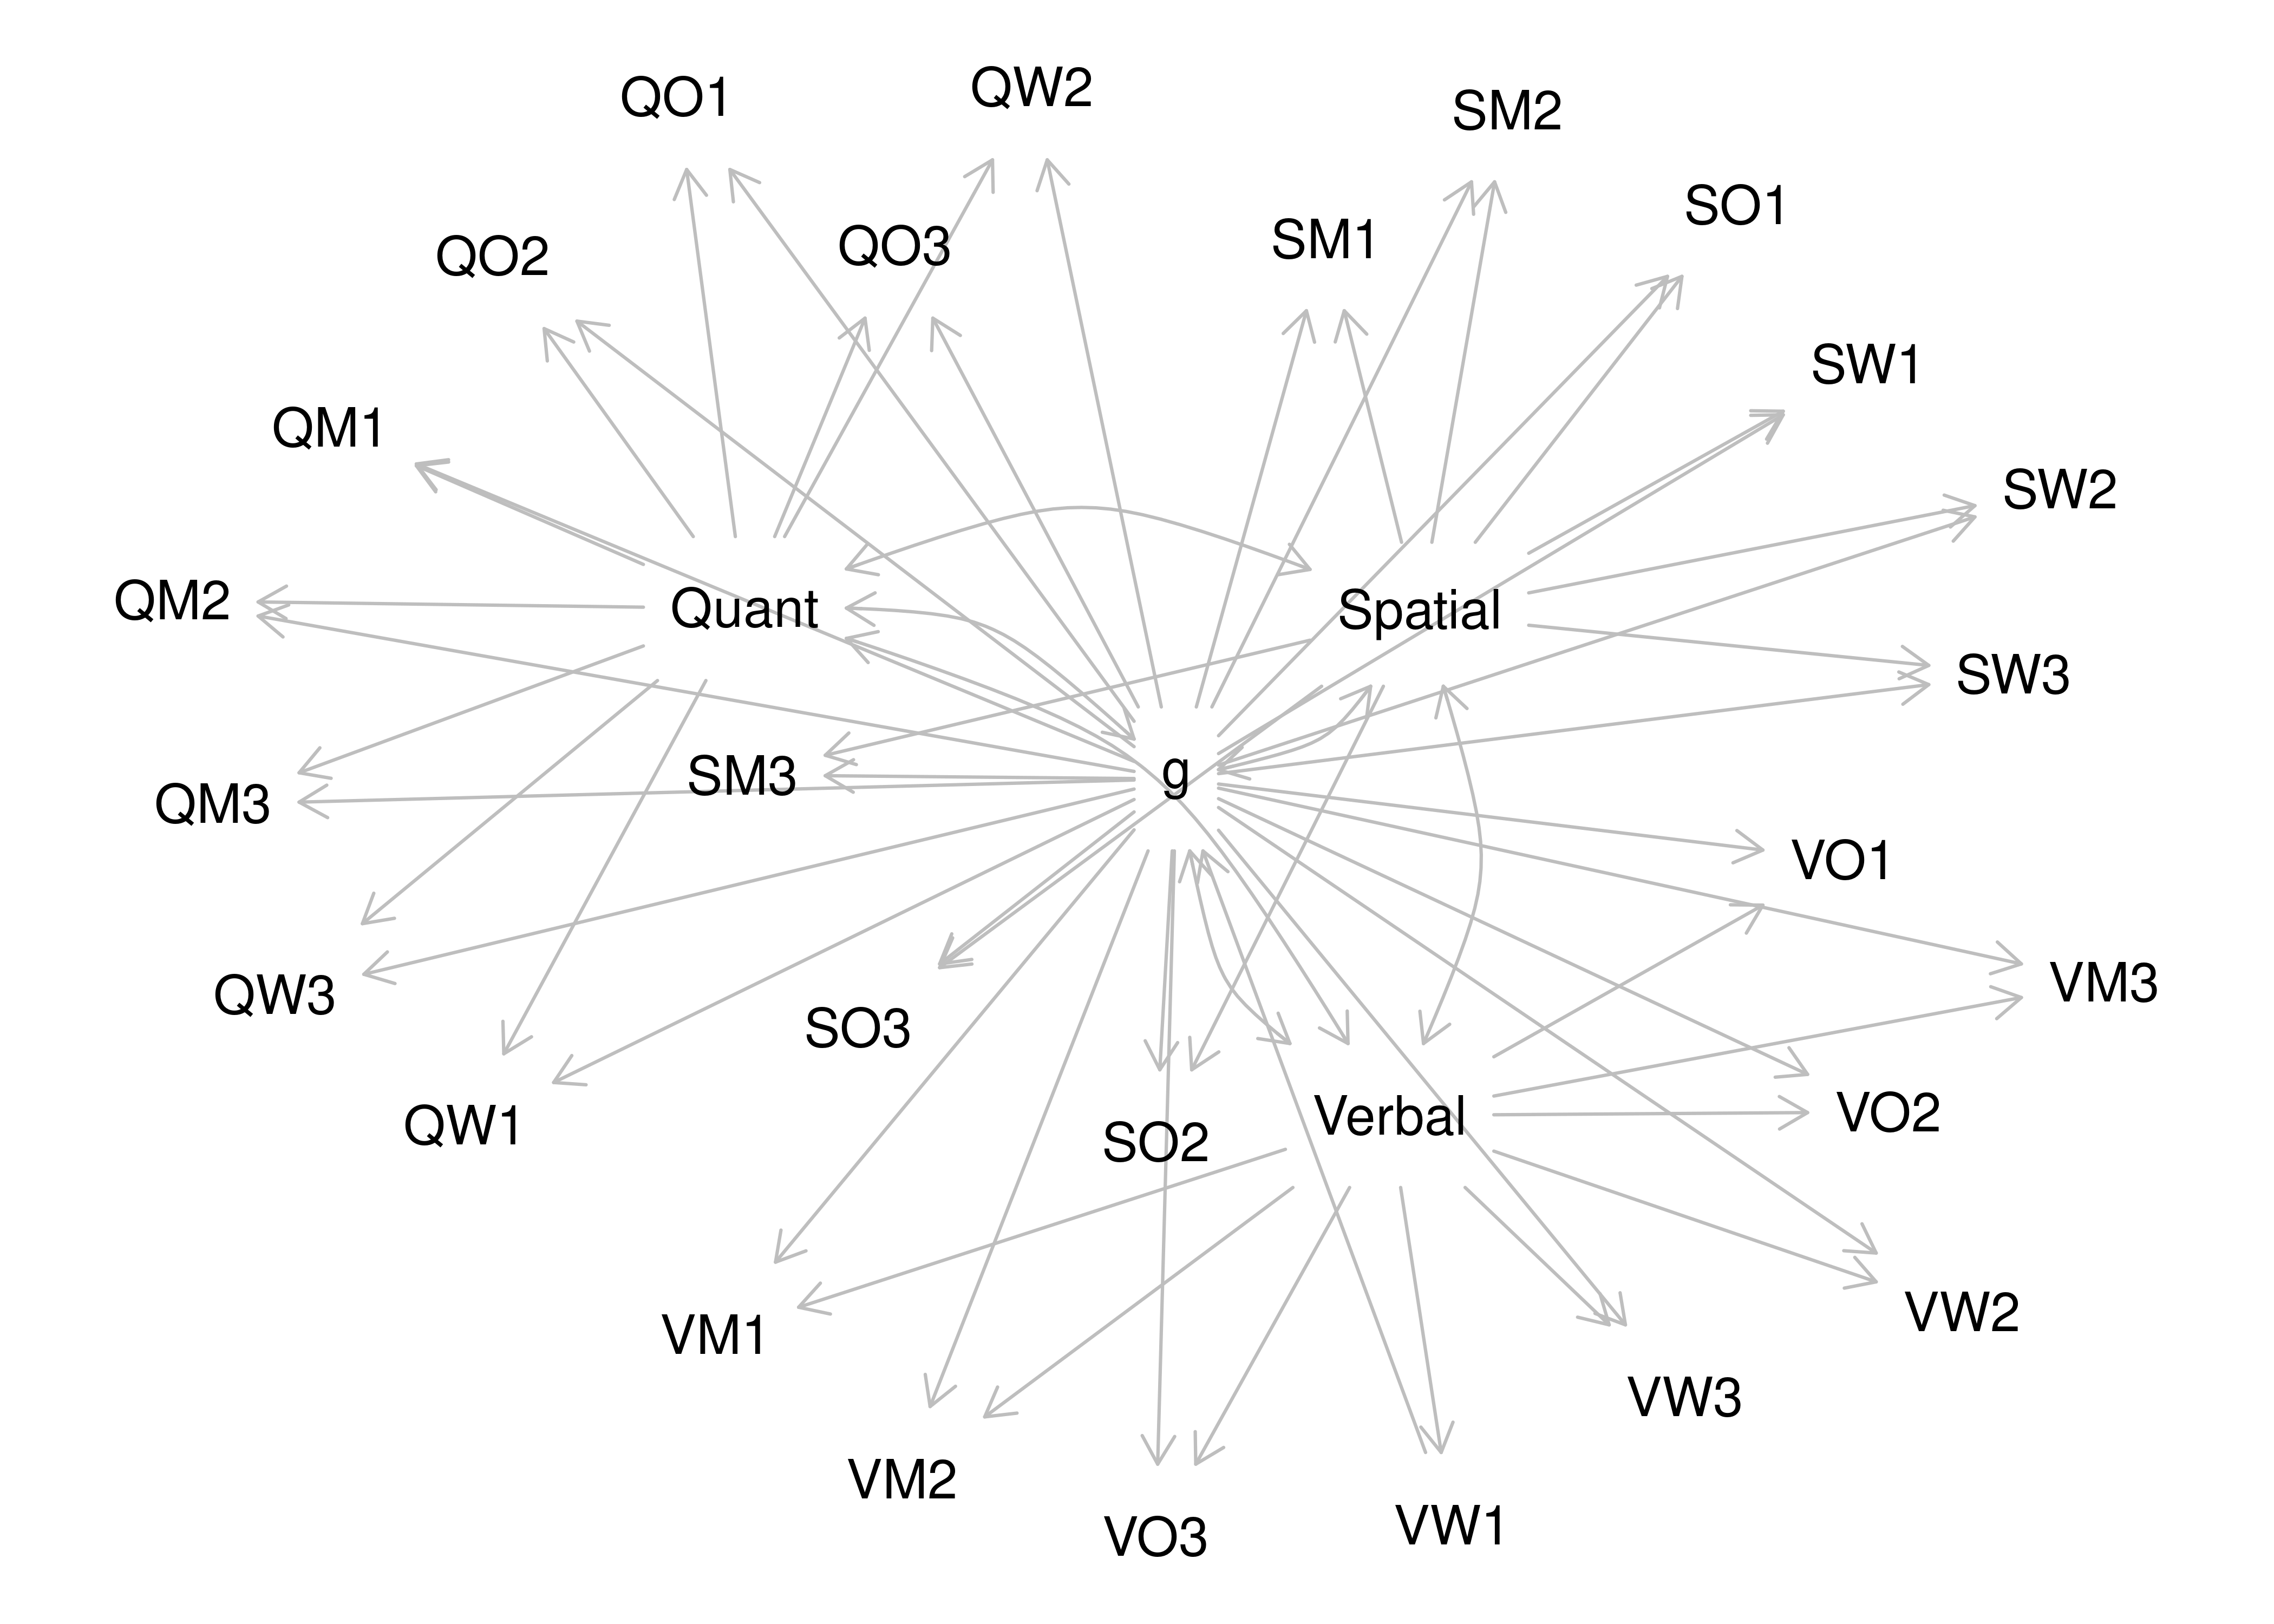 QW2
QO1
SM2
SO1
SM1
QO3
QO2
SW1
QM1
SW2
QM2
Quant
Spatial
SW3
g
SM3
QM3
VO1
VM3
QW3
SO3
VO2
Verbal
QW1
SO2
VW2
VM1
VW3
VM2
VW1
VO3